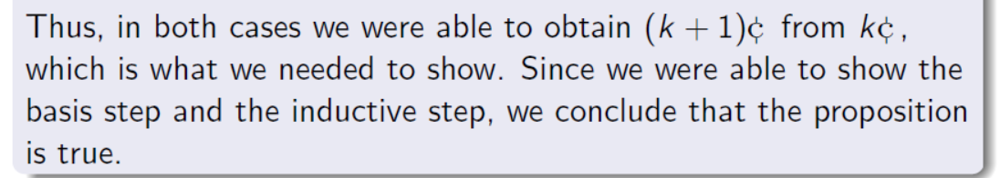 Thus, in both cases we were able to obtain (k + 1)¢ from k¢,
which is what we needed to show. Since we were able to show the
basis step and the inductive step, we conclude that the proposition
is true.